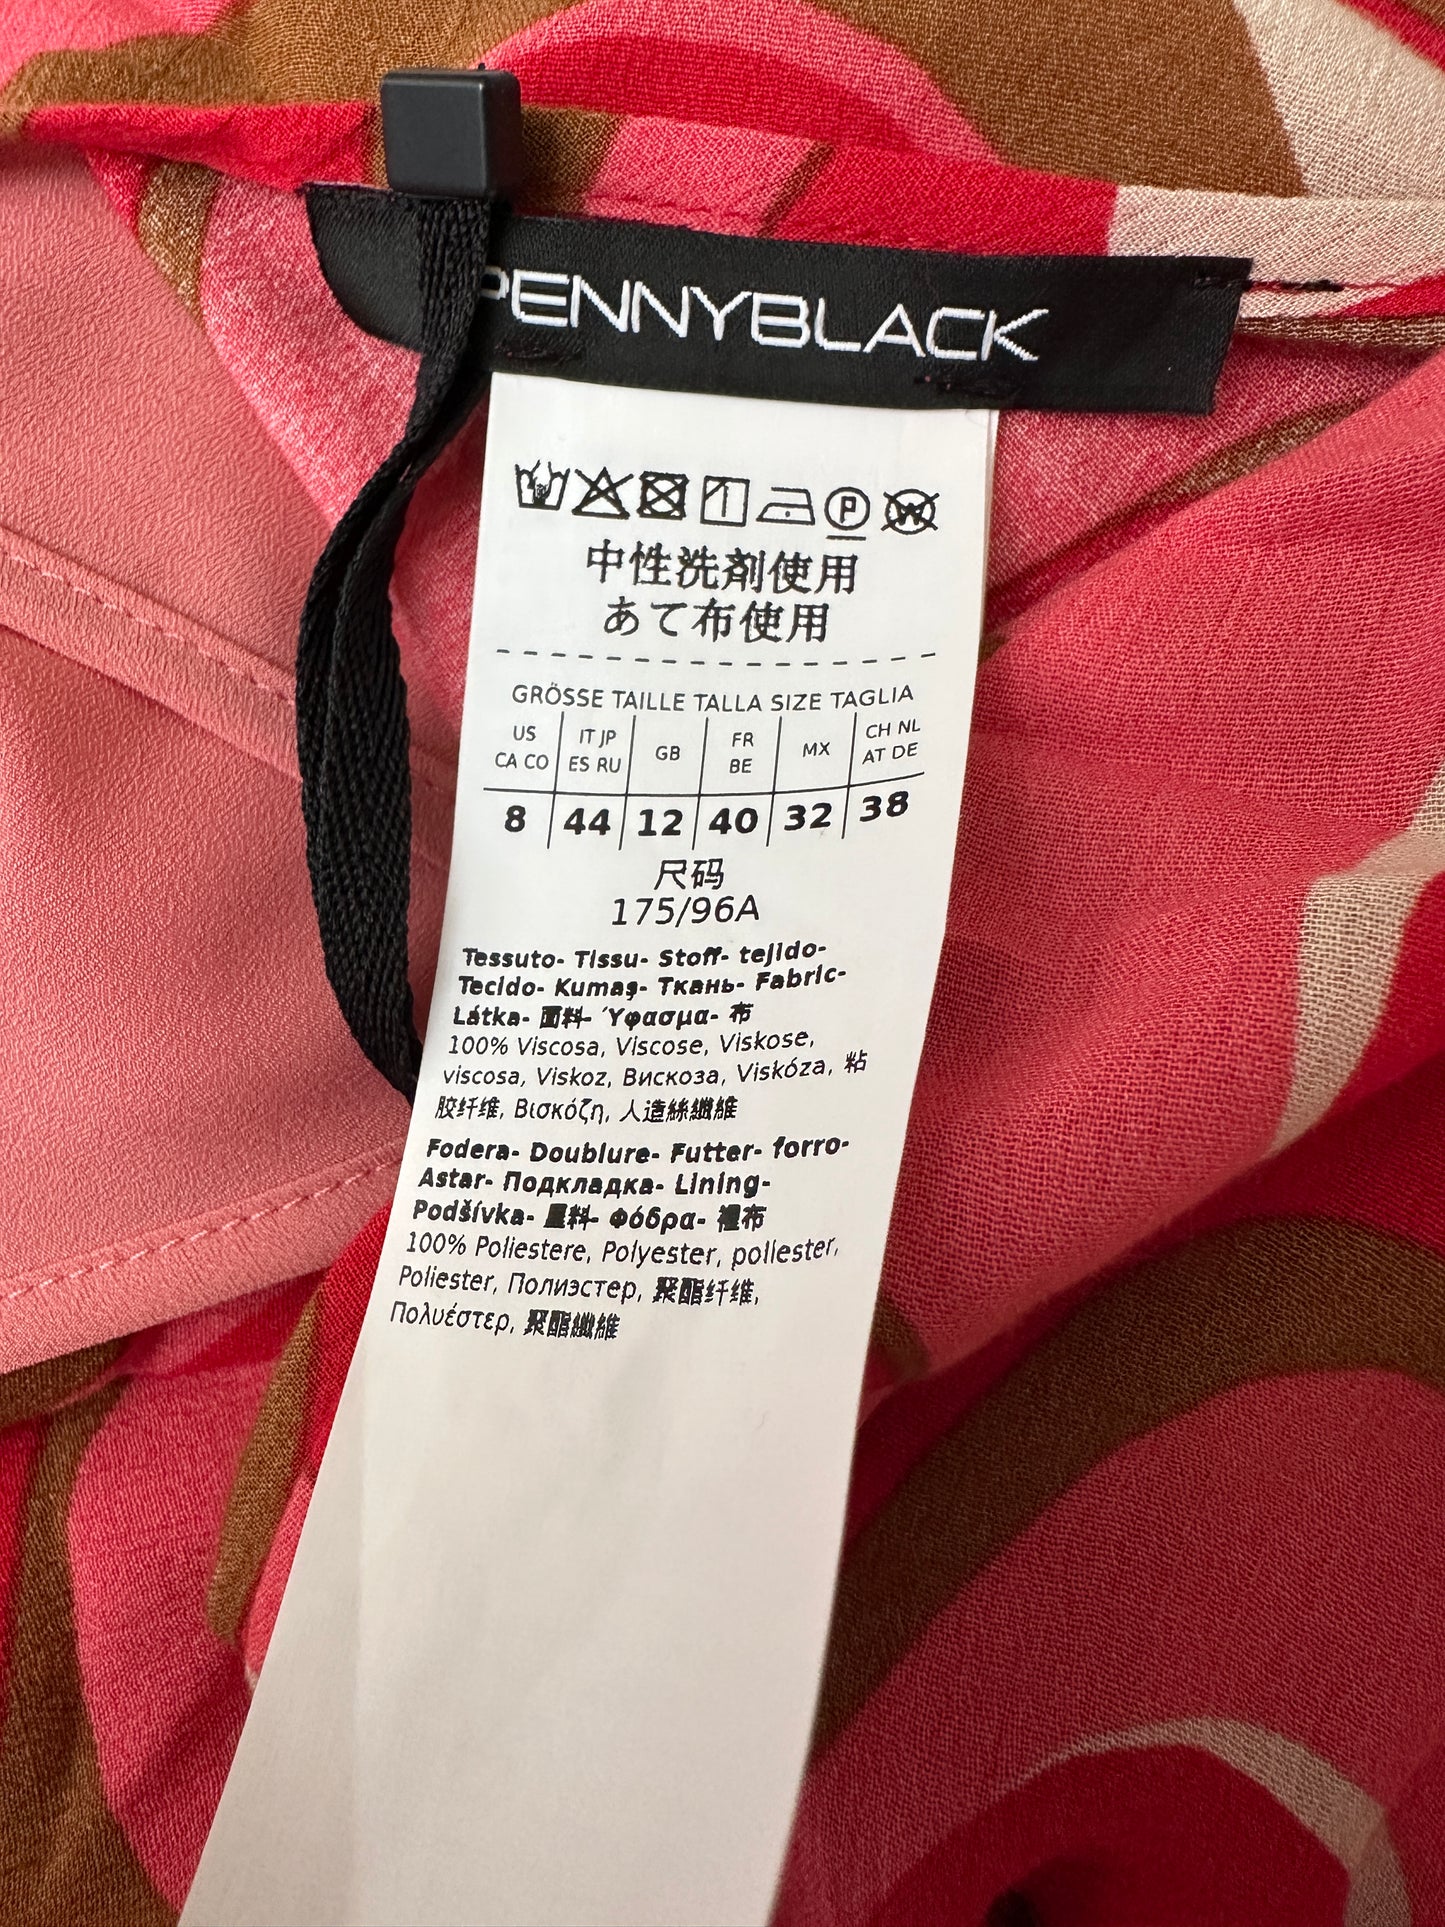 PENNYBLACK
中性洗剤使用
あて布使用
GRÖSSE TAILLE TALLA SIZE TAGLIA
US CA CO IT JP ES RU GB FR BE MX CH NL AT DE
8 44 12 40 32 38
尺码
175/96A
Tessuto- Tissu- Stoff- tejido-
Tecido- Kumaş- Ткань- Fabric-
Látka- 面料- Ύφασμα- 布
100% Viscosa, Viscose, Viskose,
viscosa, Viskoz, Вискоза, Viskóza, 粘
胶纤维, Βισκόζη, 人造絲纖維
Fodera- Doublure- Futter- forro-
Astar- Подкладка- Lining-
Podšívka- 里料- Φόδρα- 裡布
100% Poliestere, Polyester, poliester,
Poliester, Полиэстер, 聚酯纤维,
Πολυέστερ, 聚酯纖維